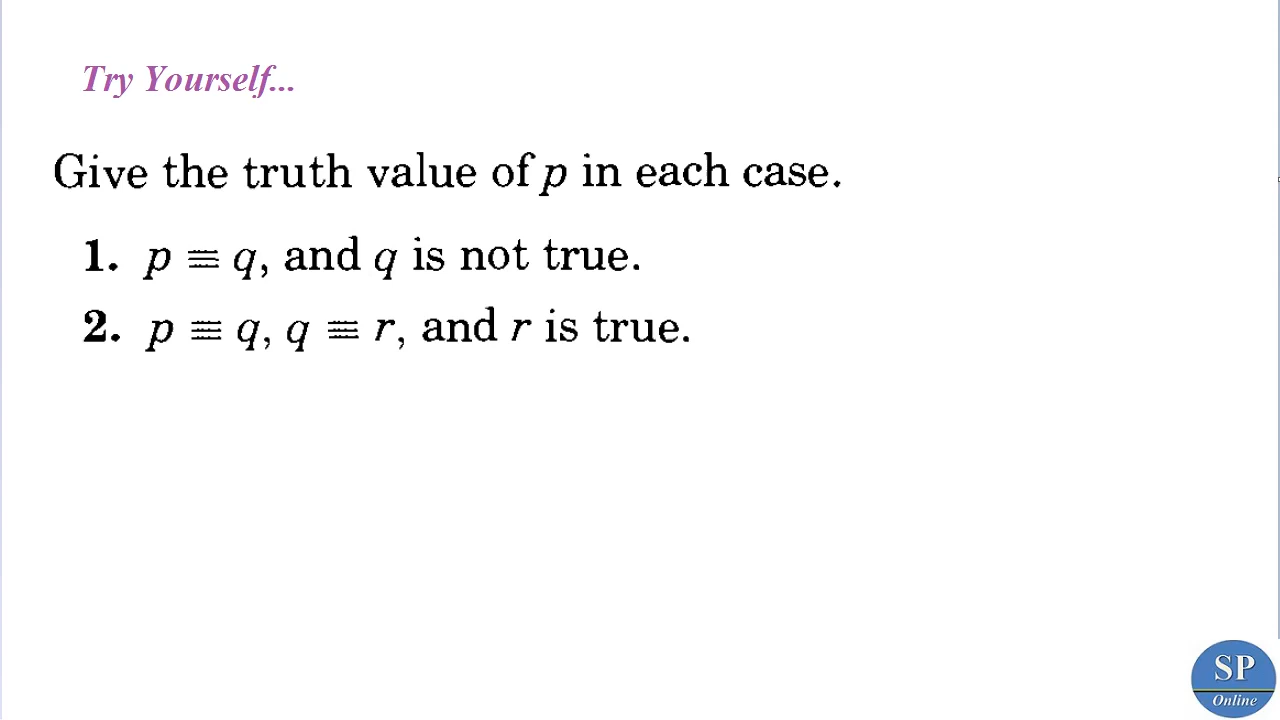 Try Yourself...
Give the truth value of p in each case.
1. p ≡ q, and q is not true.
2. p ≡ q, q ≡ r, and r is true.
SP
Online